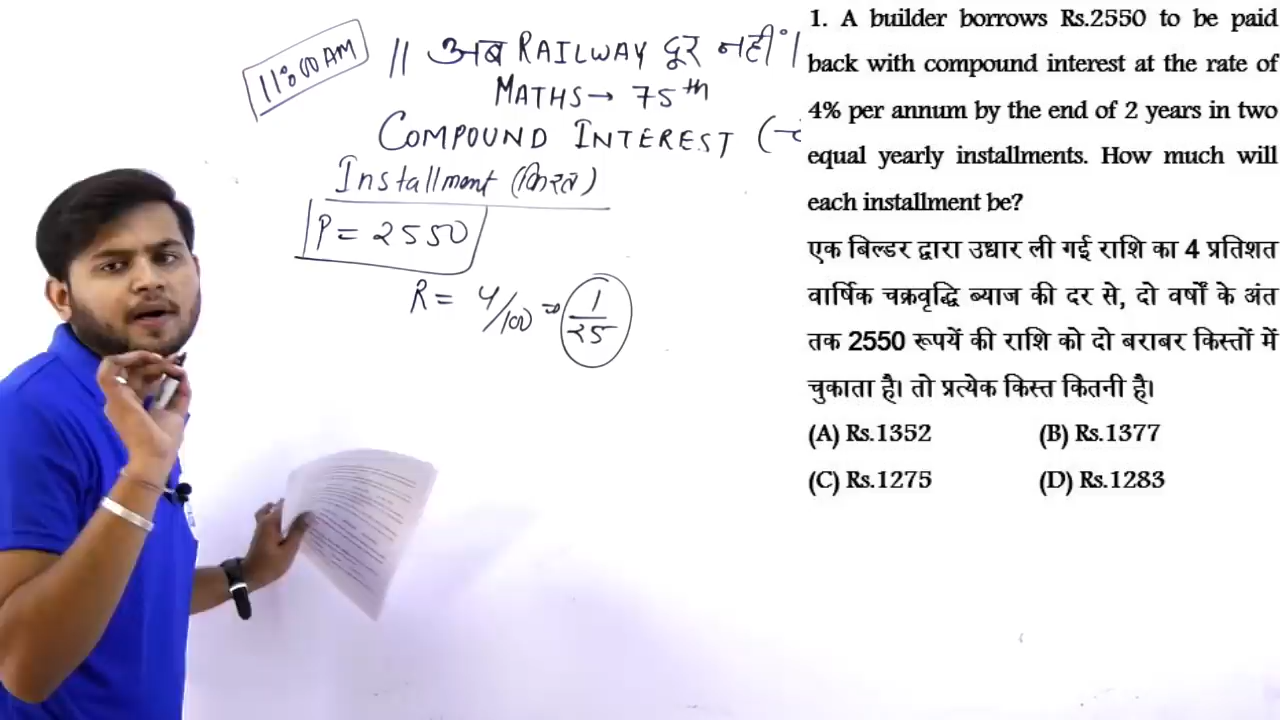 11:00 AM
|| अब RAILWAY दूर नहीं |
MATHS → 75th
COMPOUND INTEREST (
Installment (किस्त)
P = 2550
R = 4/100 ⇒ 1/25
1. A builder borrows Rs.2550 to be paid
back with compound interest at the rate of
4% per annum by the end of 2 years in two
equal yearly installments. How much will
each installment be?
एक बिल्डर द्वारा उधार ली गई राशि का 4 प्रतिशत
वार्षिक चक्रवृद्धि ब्याज की दर से, दो वर्षों के अंत
तक 2550 रूपयें की राशि को दो बराबर किस्तों में
चुकाता है। तो प्रत्येक किस्त कितनी है।
(A) Rs.1352 (B) Rs.1377
(C) Rs.1275 (D) Rs.1283